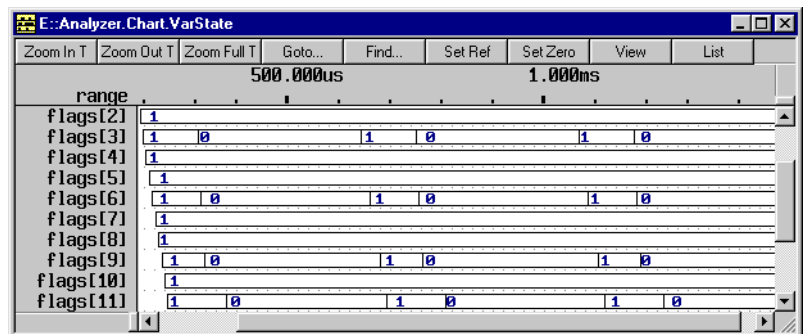 E::Analyzer.Chart.VarState
Zoom In T Zoom Out T Zoom Full T Goto... Find... Set Ref Set Zero View List
500.000us 1.000ms
range
flags[2] 1
flags[3] 1 0 1 0 1 0
flags[4] 1
flags[5] 1
flags[6] 1 0 1 0 1 0
flags[7] 1
flags[8] 1
flags[9] 1 0 1 0 1 0
flags[10] 1
flags[11] 1 0 1 0 1 0